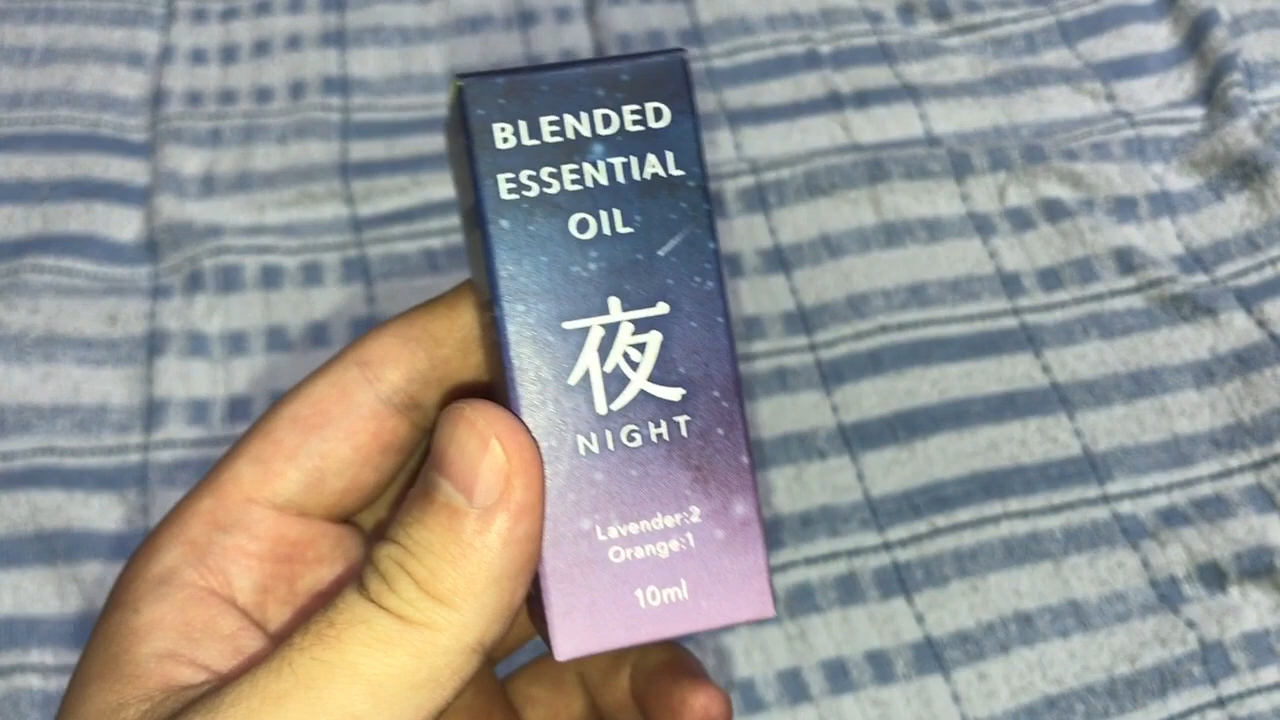 BLENDED
ESSENTIAL
OIL
夜
NIGHT
Lavender:2
Orange:1
10ml